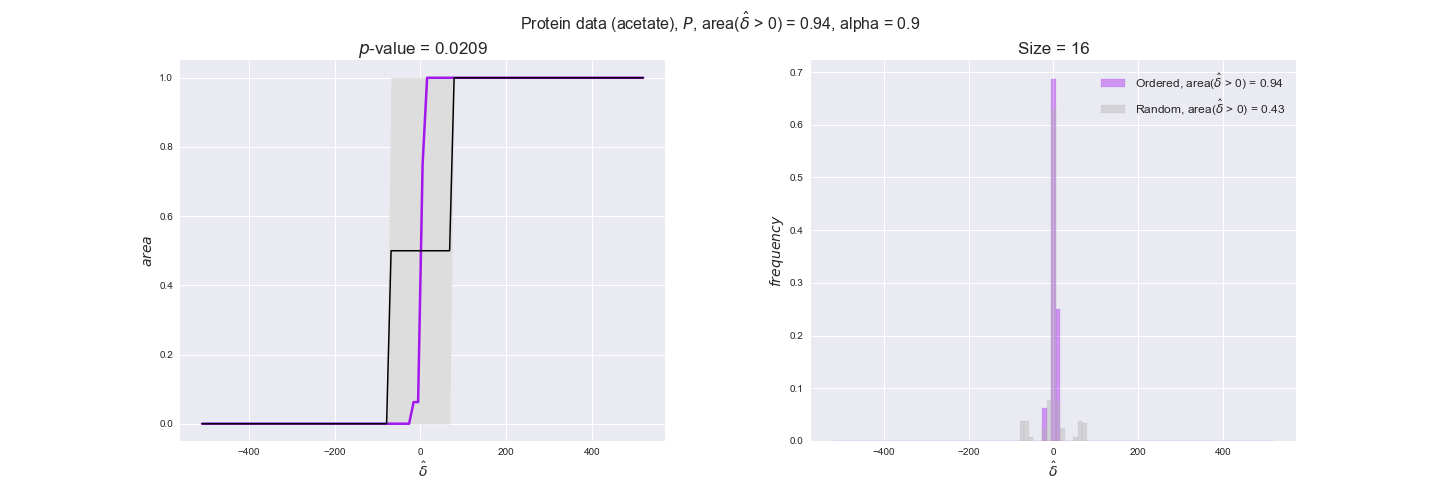 Protein data (acetate), P, area(δ̂ > 0) = 0.94, alpha = 0.9
p-value = 0.0209
1.0
0.8
0.6
0.4
0.2
0.0
area
−400 −200 0 200 400
δ̂
Size = 16
Ordered, area(δ̂ > 0) = 0.94
Random, area(δ̂ > 0) = 0.43
0.7
0.6
0.5
0.4
0.3
0.2
0.1
0.0
frequency
−400 −200 0 200 400
δ̂